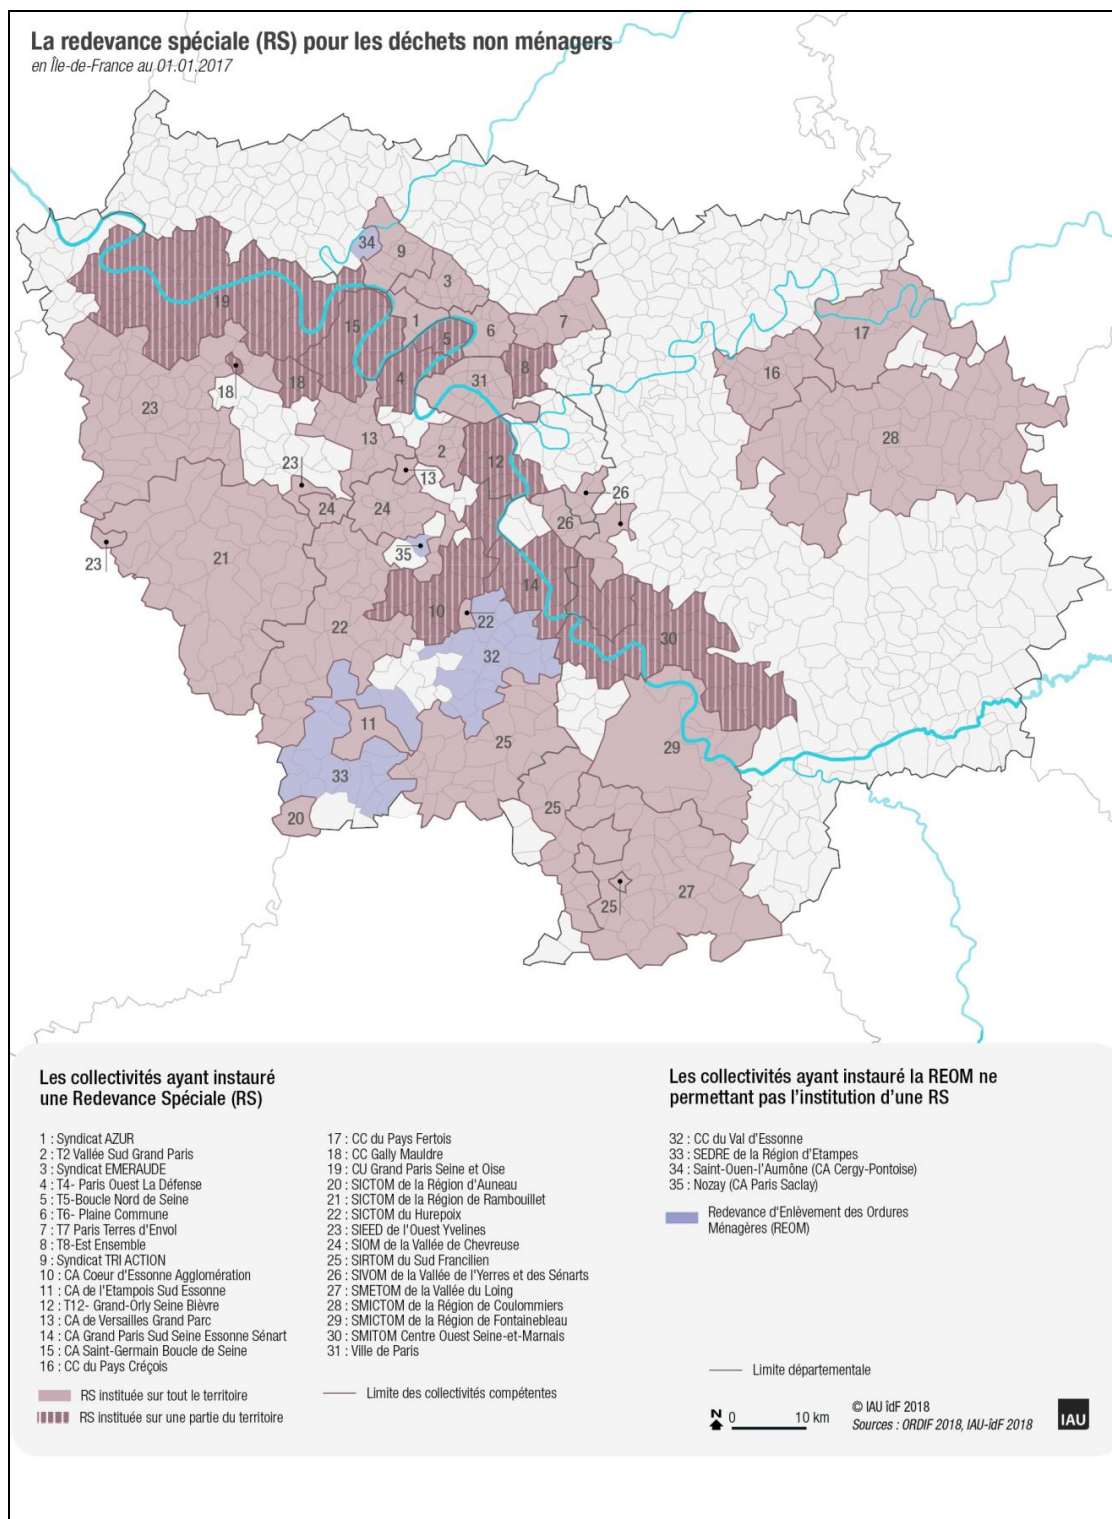 La redevance spéciale (RS) pour les déchets non ménagers
en Île-de-France au 01.01.2017
34
9
3
7
19
15
1
5
6
17
18
4
31
8
16
18
23
13
2
28
23
12
13
24
24
26
26
35
23
21
14
22
10
22
30
32
11
25
29
33
20
25
27
25
Les collectivités ayant instauré
une Redevance Spéciale (RS)
1 : Syndicat AZUR
2 : T2 Vallée Sud Grand Paris
3 : Syndicat EMERAUDE
4 : T4- Paris Ouest La Défense
5 : T5-Boucle Nord de Seine
6 : T6- Plaine Commune
7 : T7 Paris Terres d'Envol
8 : T8-Est Ensemble
9 : Syndicat TRI ACTION
10 : CA Coeur d'Essonne Agglomération
11 : CA de l'Etampois Sud Essonne
12 : T12- Grand-Orly Seine Bièvre
13 : CA de Versailles Grand Parc
14 : CA Grand Paris Sud Seine Essonne Sénart
15 : CA Saint-Germain Boucle de Seine
16 : CC du Pays Créçois
17 : CC du Pays Fertois
18 : CC Gally Mauldre
19 : CU Grand Paris Seine et Oise
20 : SICTOM de la Région d'Auneau
21 : SICTOM de la Région de Rambouillet
22 : SICTOM du Hurepoix
23 : SIEED de l'Ouest Yvelines
24 : SIOM de la Vallée de Chevreuse
25 : SIRTOM du Sud Francilien
26 : SIVOM de la Vallée de l'Yerres et des Sénarts
27 : SMETOM de la Vallée du Loing
28 : SMICTOM de la Région de Coulommiers
29 : SMICTOM de la Région de Fontainebleau
30 : SMITOM Centre Ouest Seine-et-Marnais
31 : Ville de Paris
RS instituée sur tout le territoire
RS instituée sur une partie du territoire
Limite des collectivités compétentes
Les collectivités ayant instauré la REOM ne
permettant pas l'institution d'une RS
32 : CC du Val d'Essonne
33 : SEDRE de la Région d'Etampes
34 : Saint-Ouen-l'Aumône (CA Cergy-Pontoise)
35 : Nozay (CA Paris Saclay)
Redevance d'Enlèvement des Ordures
Ménagères (REOM)
Limite départementale
N 0 10 km
© IAU îdF 2018
Sources : ORDIF 2018, IAU-îdF 2018
IAU